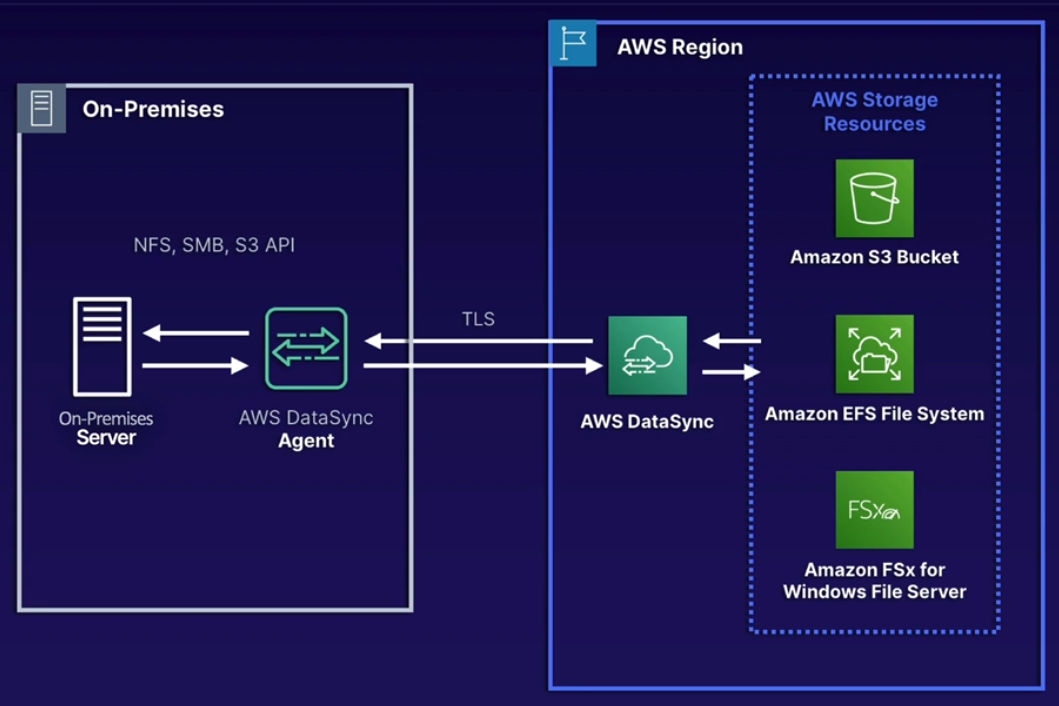 AWS Region
On-Premises
AWS Storage
Resources
NFS, SMB, S3 API
Amazon S3 Bucket
TLS
On-Premises
Server
AWS DataSync
Agent
AWS DataSync
Amazon EFS File System
FSx
Amazon FSx for
Windows File Server